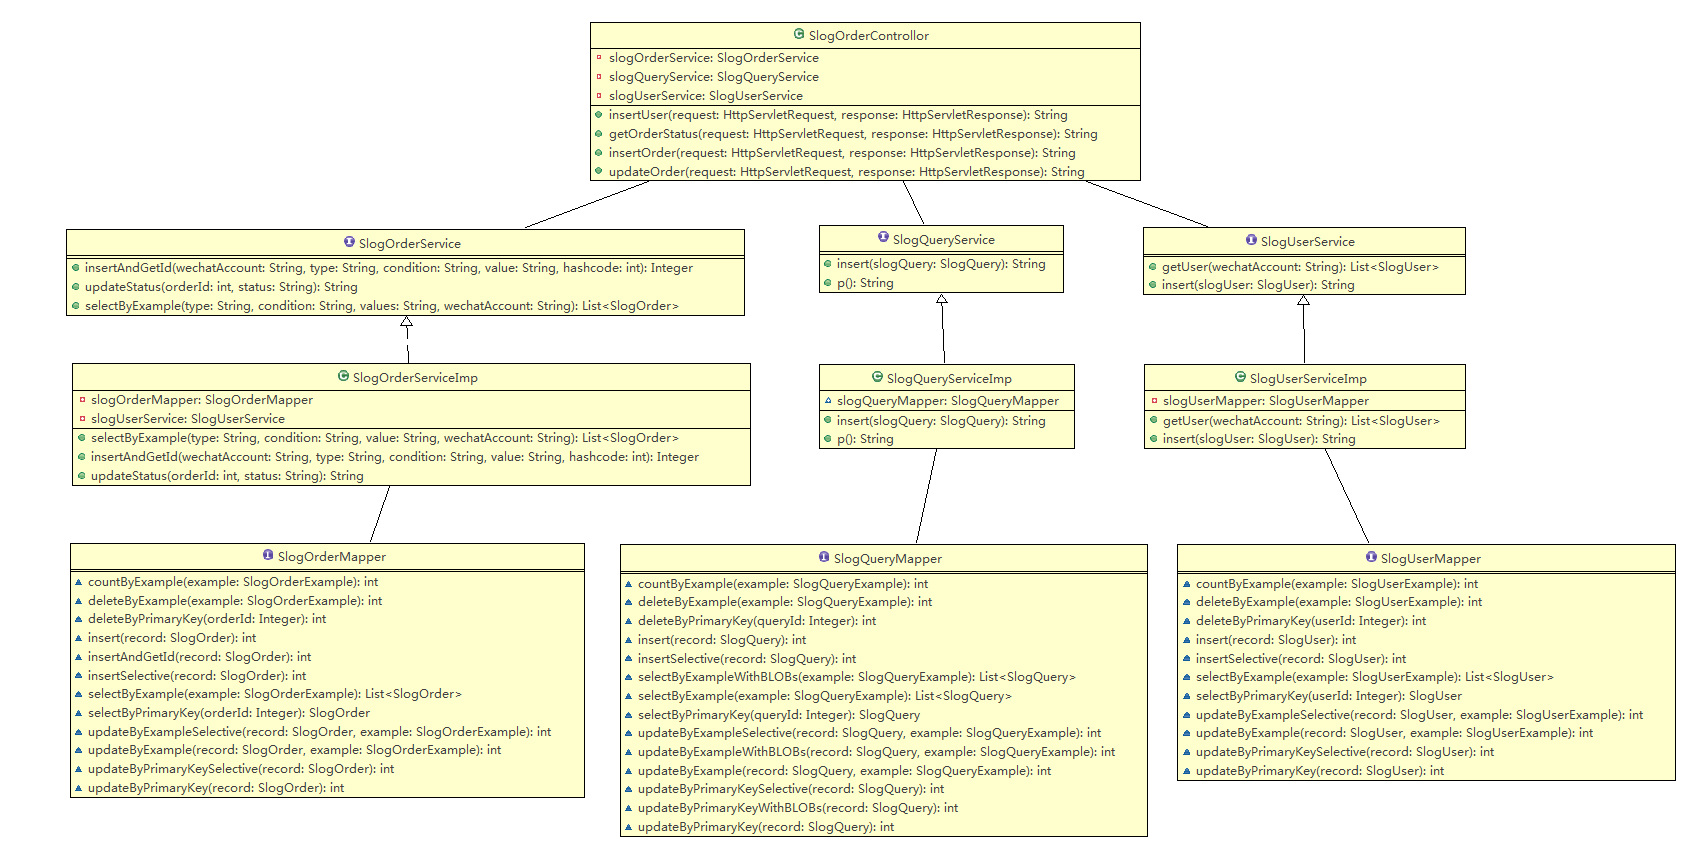 SlogOrderControllor
slogOrderService: SlogOrderService
slogQueryService: SlogQueryService
slogUserService: SlogUserService
insertUser(request: HttpServletRequest, response: HttpServletResponse): String
getOrderStatus(request: HttpServletRequest, response: HttpServletResponse): String
insertOrder(request: HttpServletRequest, response: HttpServletResponse): String
updateOrder(request: HttpServletRequest, response: HttpServletResponse): String
SlogOrderService
insertAndGetId(wechatAccount: String, type: String, condition: String, value: String, hashcode: int): Integer
updateStatus(orderId: int, status: String): String
selectByExample(type: String, condition: String, values: String, wechatAccount: String): List<SlogOrder>
SlogQueryService
insert(slogQuery: SlogQuery): String
p(): String
SlogUserService
getUser(wechatAccount: String): List<SlogUser>
insert(slogUser: SlogUser): String
SlogOrderServiceImp
slogOrderMapper: SlogOrderMapper
slogUserService: SlogUserService
selectByExample(type: String, condition: String, value: String, wechatAccount: String): List<SlogOrder>
insertAndGetId(wechatAccount: String, type: String, condition: String, value: String, hashcode: int): Integer
updateStatus(orderId: int, status: String): String
SlogQueryServiceImp
slogQueryMapper: SlogQueryMapper
insert(slogQuery: SlogQuery): String
p(): String
SlogUserServiceImp
slogUserMapper: SlogUserMapper
getUser(wechatAccount: String): List<SlogUser>
insert(slogUser: SlogUser): String
SlogOrderMapper
countByExample(example: SlogOrderExample): int
deleteByExample(example: SlogOrderExample): int
deleteByPrimaryKey(orderId: Integer): int
insert(record: SlogOrder): int
insertAndGetId(record: SlogOrder): int
insertSelective(record: SlogOrder): int
selectByExample(example: SlogOrderExample): List<SlogOrder>
selectByPrimaryKey(orderId: Integer): SlogOrder
updateByExampleSelective(record: SlogOrder, example: SlogOrderExample): int
updateByExample(record: SlogOrder, example: SlogOrderExample): int
updateByPrimaryKeySelective(record: SlogOrder): int
updateByPrimaryKey(record: SlogOrder): int
SlogQueryMapper
countByExample(example: SlogQueryExample): int
deleteByExample(example: SlogQueryExample): int
deleteByPrimaryKey(queryId: Integer): int
insert(record: SlogQuery): int
insertSelective(record: SlogQuery): int
selectByExampleWithBLOBs(example: SlogQueryExample): List<SlogQuery>
selectByExample(example: SlogQueryExample): List<SlogQuery>
selectByPrimaryKey(queryId: Integer): SlogQuery
updateByExampleSelective(record: SlogQuery, example: SlogQueryExample): int
updateByExampleWithBLOBs(record: SlogQuery, example: SlogQueryExample): int
updateByExample(record: SlogQuery, example: SlogQueryExample): int
updateByPrimaryKeySelective(record: SlogQuery): int
updateByPrimaryKeyWithBLOBs(record: SlogQuery): int
updateByPrimaryKey(record: SlogQuery): int
SlogUserMapper
countByExample(example: SlogUserExample): int
deleteByExample(example: SlogUserExample): int
deleteByPrimaryKey(userId: Integer): int
insert(record: SlogUser): int
insertSelective(record: SlogUser): int
selectByExample(example: SlogUserExample): List<SlogUser>
selectByPrimaryKey(userId: Integer): SlogUser
updateByExampleSelective(record: SlogUser, example: SlogUserExample): int
updateByExample(record: SlogUser, example: SlogUserExample): int
updateByPrimaryKeySelective(record: SlogUser): int
updateByPrimaryKey(record: SlogUser): int